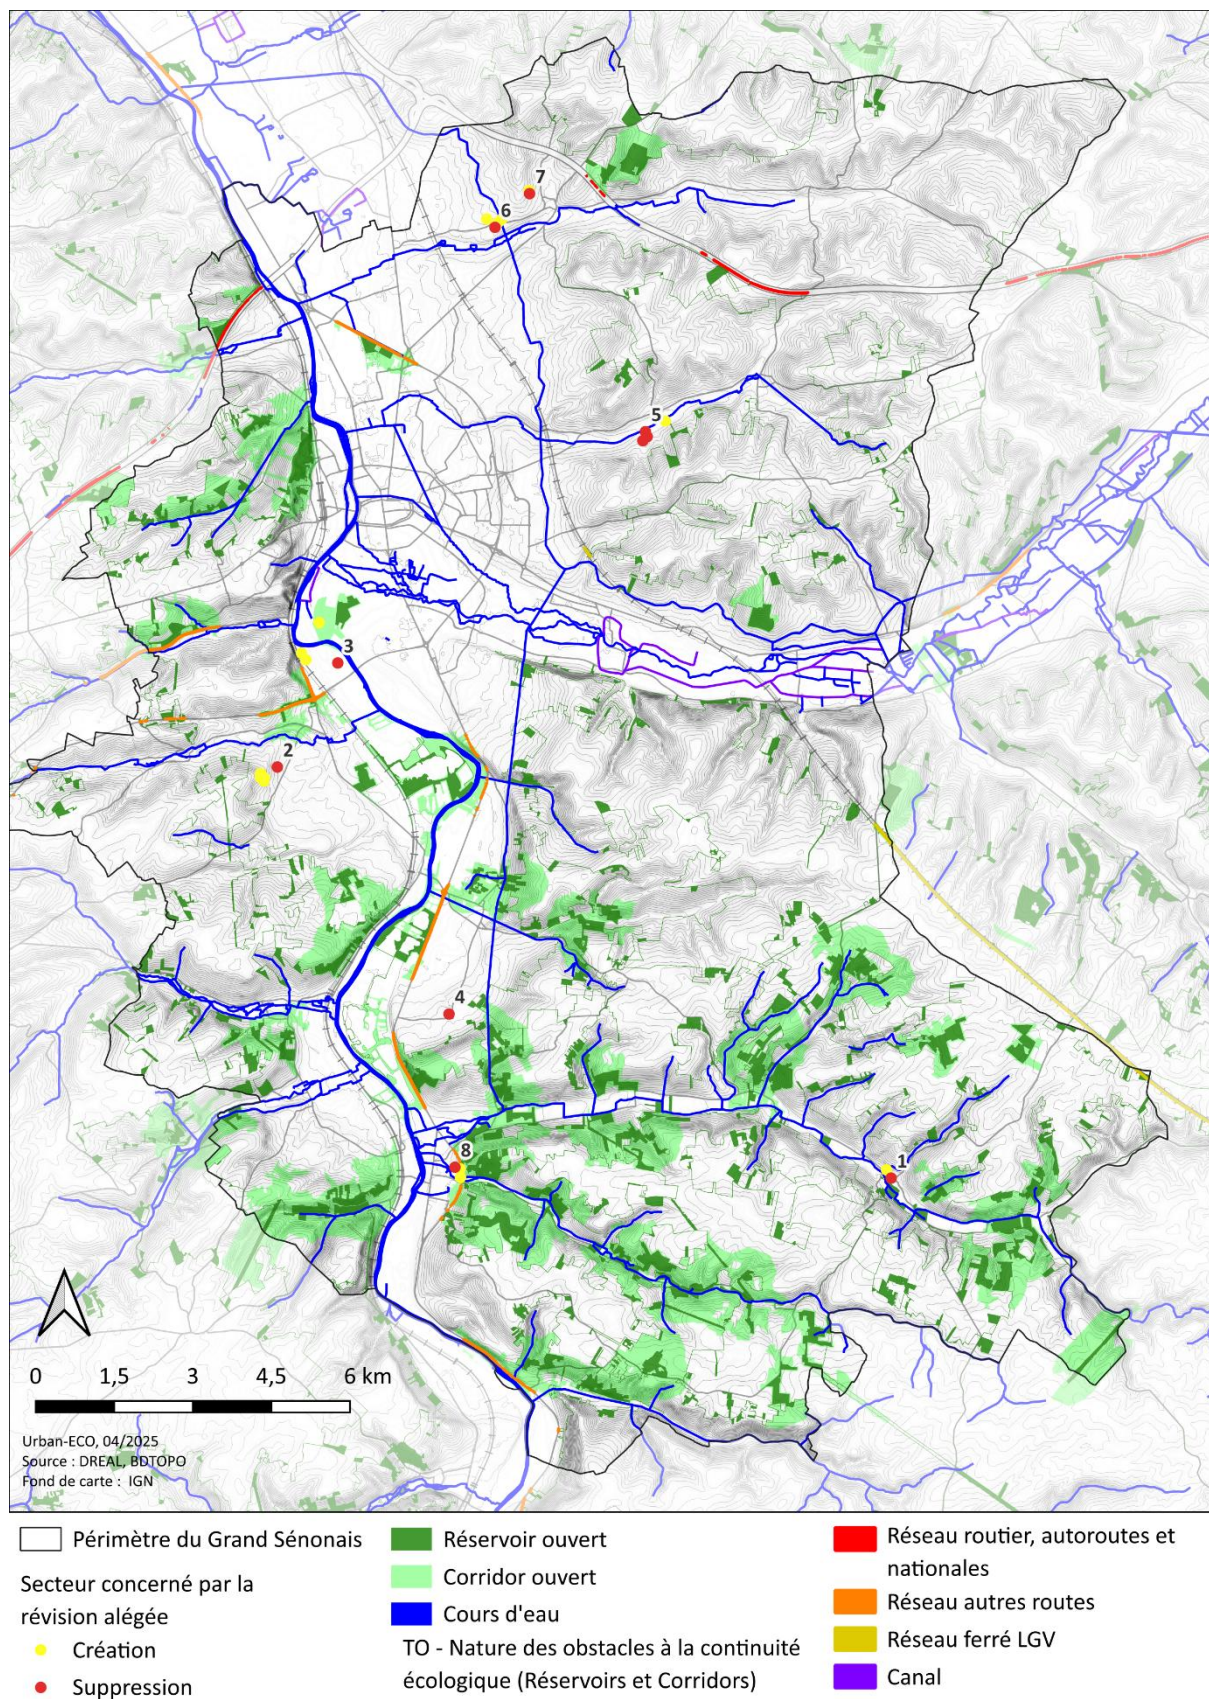 7
6
5
3
2
4
8
1
0 1,5 3 4,5 6 km
Urban-ECO, 04/2025
Source : DREAL, BDTOPO
Fond de carte : IGN
Périmètre du Grand Sénonais
Secteur concerné par la
révision alégée
Création
Suppression
Réservoir ouvert
Corridor ouvert
Cours d'eau
TO - Nature des obstacles à la continuité
écologique (Réservoirs et Corridors)
Réseau routier, autoroutes et
nationales
Réseau autres routes
Réseau ferré LGV
Canal